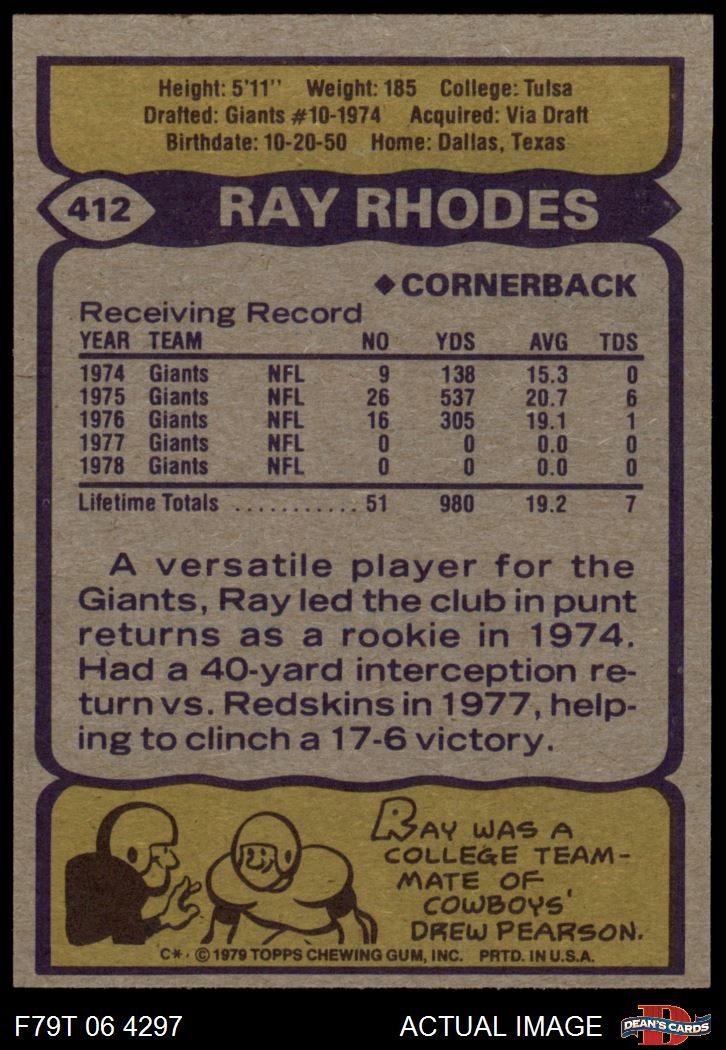 Height: 5'11'' Weight: 185 College: Tulsa
Drafted: Giants #10-1974 Acquired: Via Draft
Birthdate: 10-20-50 Home: Dallas, Texas
412 RAY RHODES
◆CORNERBACK
Receiving Record
YEAR TEAM NO YDS AVG TDS
1974 Giants NFL 9 138 15.3 0
1975 Giants NFL 26 537 20.7 6
1976 Giants NFL 16 305 19.1 1
1977 Giants NFL 0 0 0.0 0
1978 Giants NFL 0 0 0.0 0
Lifetime Totals ........... 51 980 19.2 7
A versatile player for the
Giants, Ray led the club in punt
returns as a rookie in 1974.
Had a 40-yard interception re-
turn vs. Redskins in 1977, help-
ing to clinch a 17-6 victory.
RAY WAS A
COLLEGE TEAM-
MATE OF
COWBOYS'
DREW PEARSON.
C*. © 1979 TOPPS CHEWING GUM, INC. PRTD. IN U.S.A.
F79T 06 4297 ACTUAL IMAGE D DEAN'S CARDS